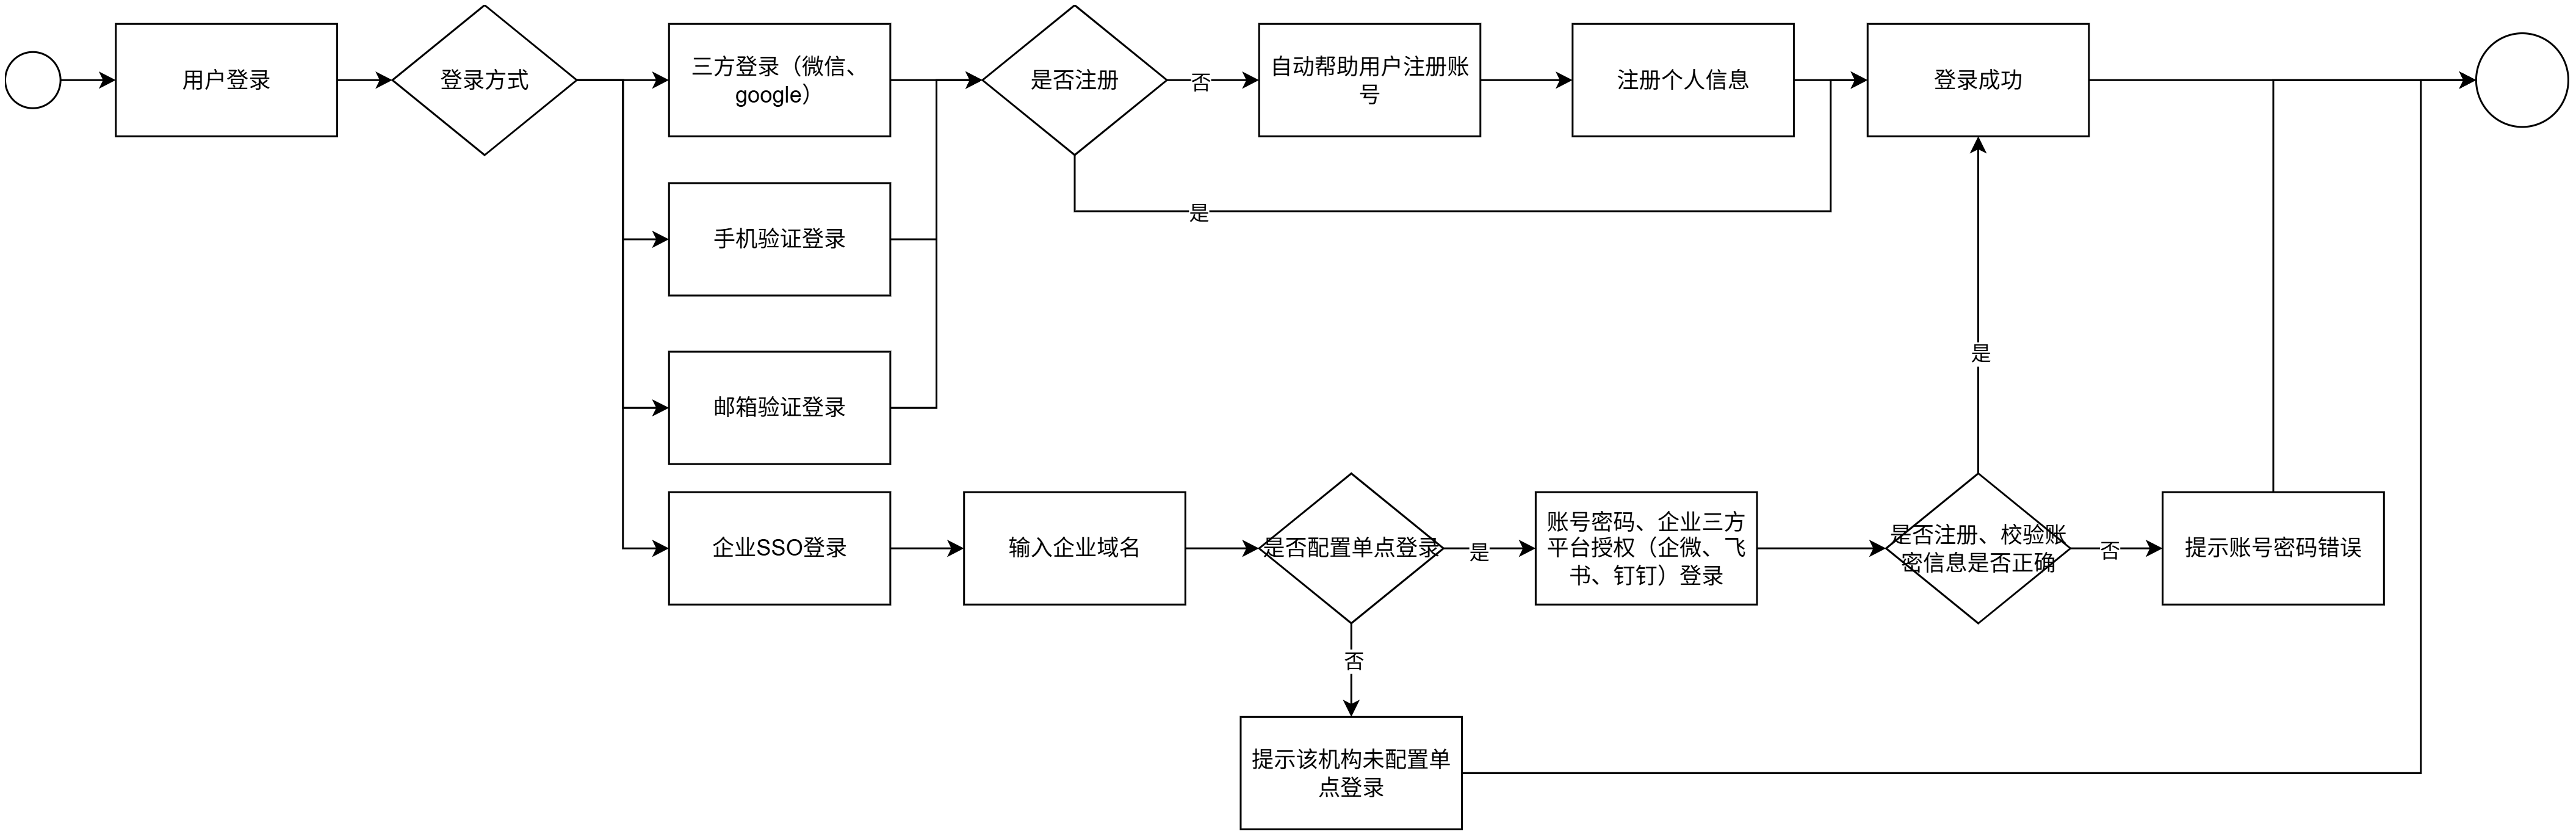 用户登录
登录方式
三方登录（微信、
google）
是否注册
否
自动帮助用户注册账
号
注册个人信息
登录成功
是
手机验证登录
邮箱验证登录
是
企业SSO登录
输入企业域名
是否配置单点登录
是
账号密码、企业三方
平台授权（企微、飞
书、钉钉）登录
是否注册、校验账
密信息是否正确
否
提示账号密码错误
否
提示该机构未配置单
点登录